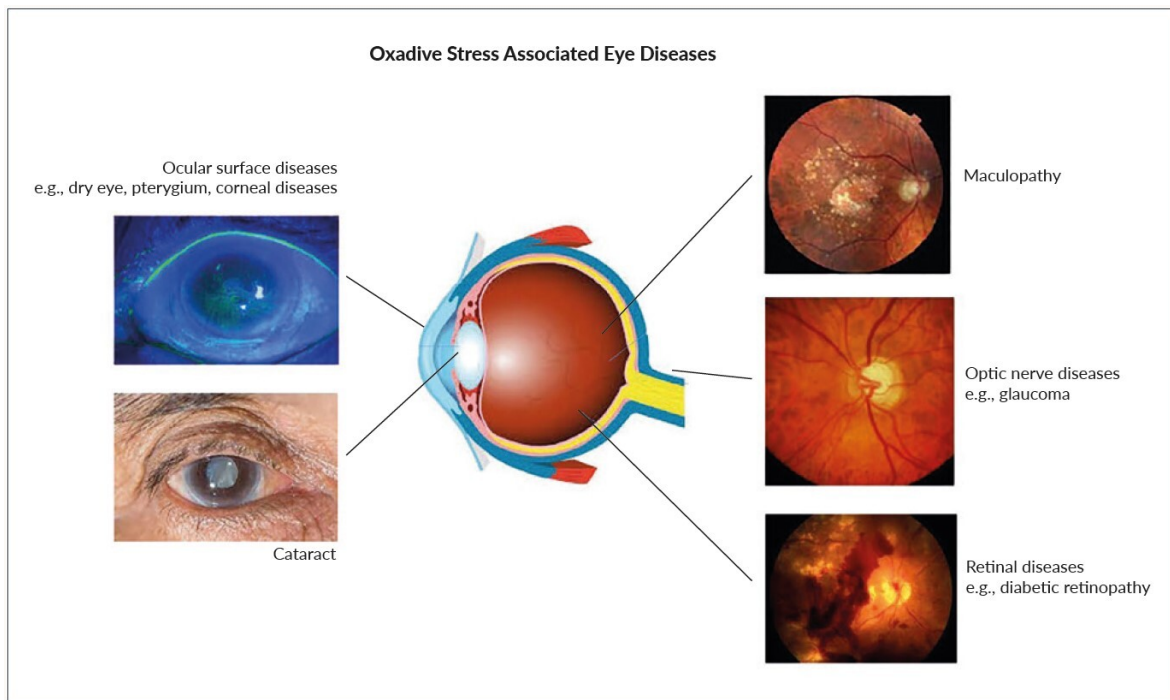 Oxadive Stress Associated Eye Diseases
Ocular surface diseases
e.g., dry eye, pterygium, corneal diseases
Cataract
Maculopathy
Optic nerve diseases
e.g., glaucoma
Retinal diseases
e.g., diabetic retinopathy